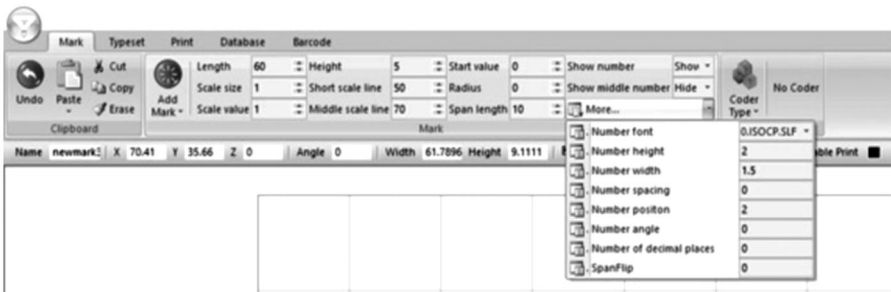 Mark Typeset Print Database Barcode
Cut Length 60 Height 5 Start value 0 Show number Show
Copy Scale size 1 Short scale line 50 Radius 0 Show middle number Hide No Coder
Undo Paste Erase Add Mark Scale value 1 Middle scale line 70 Span length 10 More... Coder Type
Clipboard Mark
Name newmark X 70.41 Y 35.66 Z 0 Angle 0 Width 61.7896 Height 9.1111 Print
Number font 0.ISOCP.SLF
Number height 2
Number width 1.5
Number spacing 0
Number positon 2
Number angle 0
Number of decimal places 0
SpanFlip 0